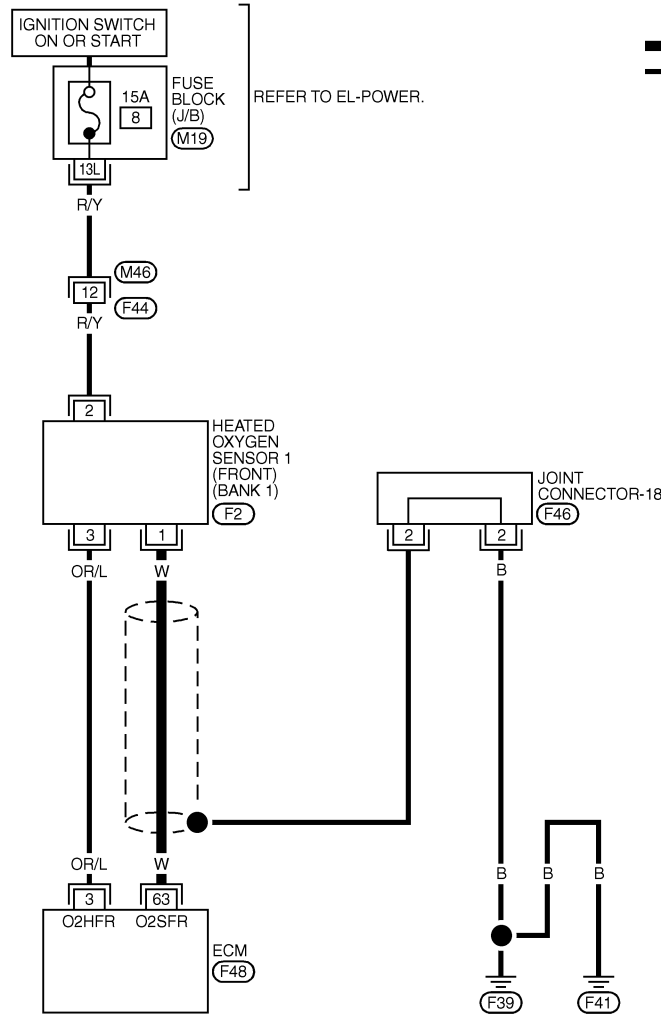 IGNITION SWITCH
ON OR START
FUSE
BLOCK
(J/B)
M19
15A
8
REFER TO EL-POWER.
13L
R/Y
M46
12
F44
R/Y
2
HEATED
OXYGEN
SENSOR 1
(FRONT)
(BANK 1)
F2
JOINT
CONNECTOR-18
F46
3
1
2
2
OR/L
W
B
OR/L
W
B
B
B
3
63
O2HFR
O2SFR
ECM
F48
F39
F41